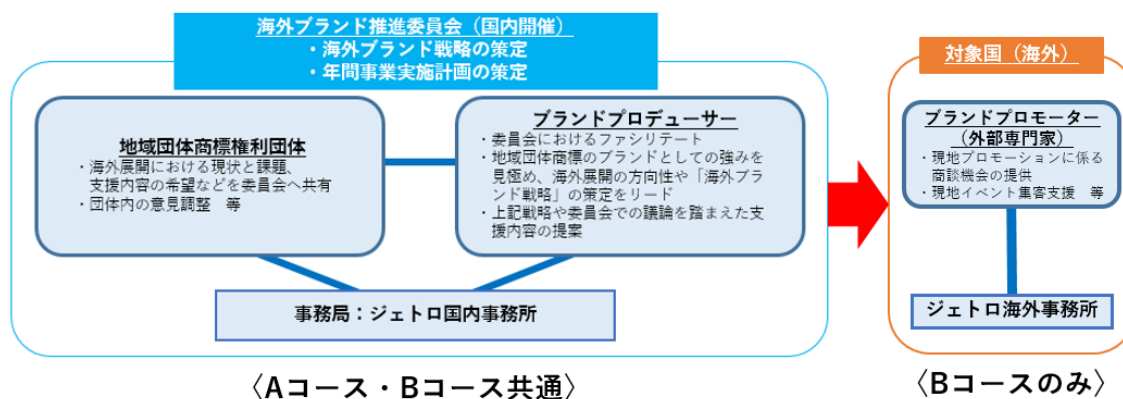 海外ブランド推進委員会（国内開催）
・海外ブランド戦略の策定
・年間事業実施計画の策定
地域団体商標権利団体
・海外展開における現状と課題、
支援内容の希望などを委員会へ共有
・団体内の意見調整　等
ブランドプロデューサー
・委員会におけるファシリテート
・地域団体商標のブランドとしての強みを
見極め、海外展開の方向性や「海外ブラ
ンド戦略」の策定をリード
・上記戦略や委員会での議論を踏まえた支
援内容の提案
事務局：ジェトロ国内事務所
〈Aコース・Bコース共通〉
対象国（海外）
ブランドプロモーター
（外部専門家）
・現地プロモーションに係る
商談機会の提供
・現地イベント集客支援　等
ジェトロ海外事務所
〈Bコースのみ〉